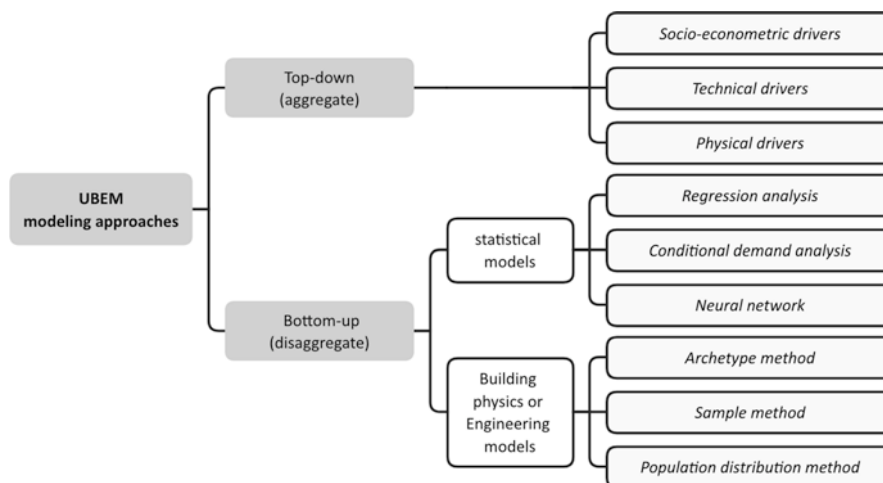 Socio-econometric drivers
Top-down
(aggregate)
Technical drivers
Physical drivers
UBEM
modeling approaches
Regression analysis
statistical
models
Conditional demand analysis
Neural network
Bottom-up
(disaggregate)
Archetype method
Building
physics or
Engineering
models
Sample method
Population distribution method